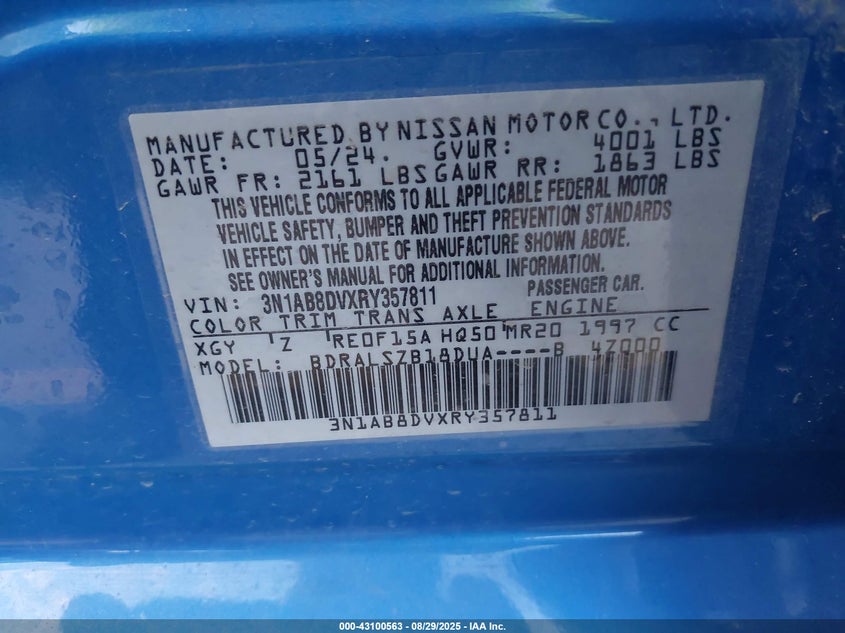 MANUFACTURED BY NISSAN MOTOR CO., LTD.
DATE: 05/24. GVWR: 4001 LBS
GAWR FR: 2161 LBS GAWR RR: 1863 LBS
THIS VEHICLE CONFORMS TO ALL APPLICABLE FEDERAL MOTOR
VEHICLE SAFETY, BUMPER AND THEFT PREVENTION STANDARDS
IN EFFECT ON THE DATE OF MANUFACTURE SHOWN ABOVE.
SEE OWNER'S MANUAL FOR ADDITIONAL INFORMATION.
VIN: 3N1AB8DVXRY357811 PASSENGER CAR.
COLOR TRIM TRANS AXLE ENGINE
XGY Z RE0F15A HQ50 MR20 1997 CC
MODEL: BDRALSZB18DUA----B 4Z000
3N1AB8DVXRY357811
000-43100563 - 08/29/2025 - IAA Inc.